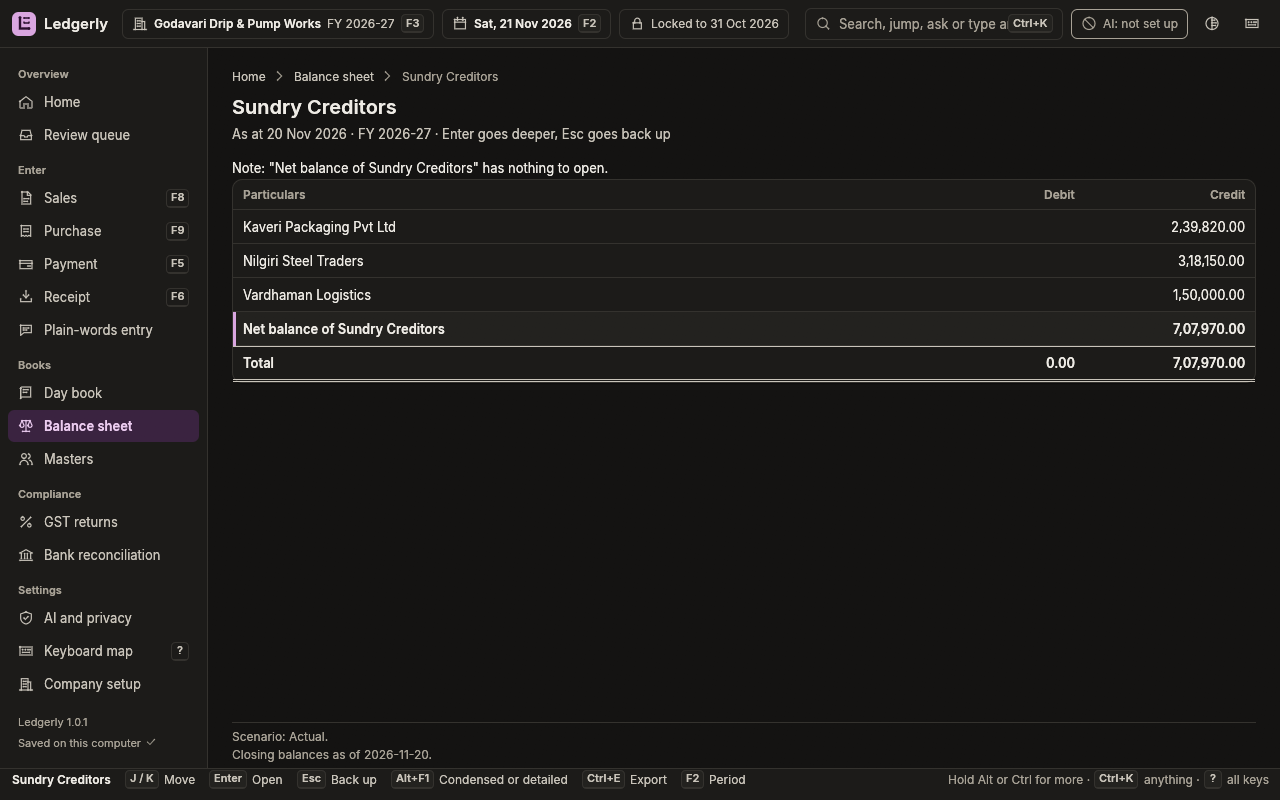 Ledgerly
Godavari Drip & Pump Works FY 2026-27 F3
Sat, 21 Nov 2026 F2
Locked to 31 Oct 2026
Search, jump, ask or type a Ctrl+K
AI: not set up
Overview
Home
Review queue
Enter
Sales F8
Purchase F9
Payment F5
Receipt F6
Plain-words entry
Books
Day book
Balance sheet
Masters
Compliance
GST returns
Bank reconciliation
Settings
AI and privacy
Keyboard map ?
Company setup
Ledgerly 1.0.1
Saved on this computer
Home > Balance sheet > Sundry Creditors
Sundry Creditors
As at 20 Nov 2026 · FY 2026-27 · Enter goes deeper, Esc goes back up
Note: "Net balance of Sundry Creditors" has nothing to open.
Particulars Debit Credit
Kaveri Packaging Pvt Ltd 2,39,820.00
Nilgiri Steel Traders 3,18,150.00
Vardhaman Logistics 1,50,000.00
Net balance of Sundry Creditors 7,07,970.00
Total 0.00 7,07,970.00
Scenario: Actual.
Closing balances as of 2026-11-20.
Sundry Creditors J / K Move Enter Open Esc Back up Alt+F1 Condensed or detailed Ctrl+E Export F2 Period Hold Alt or Ctrl for more · Ctrl+K anything · ? all keys